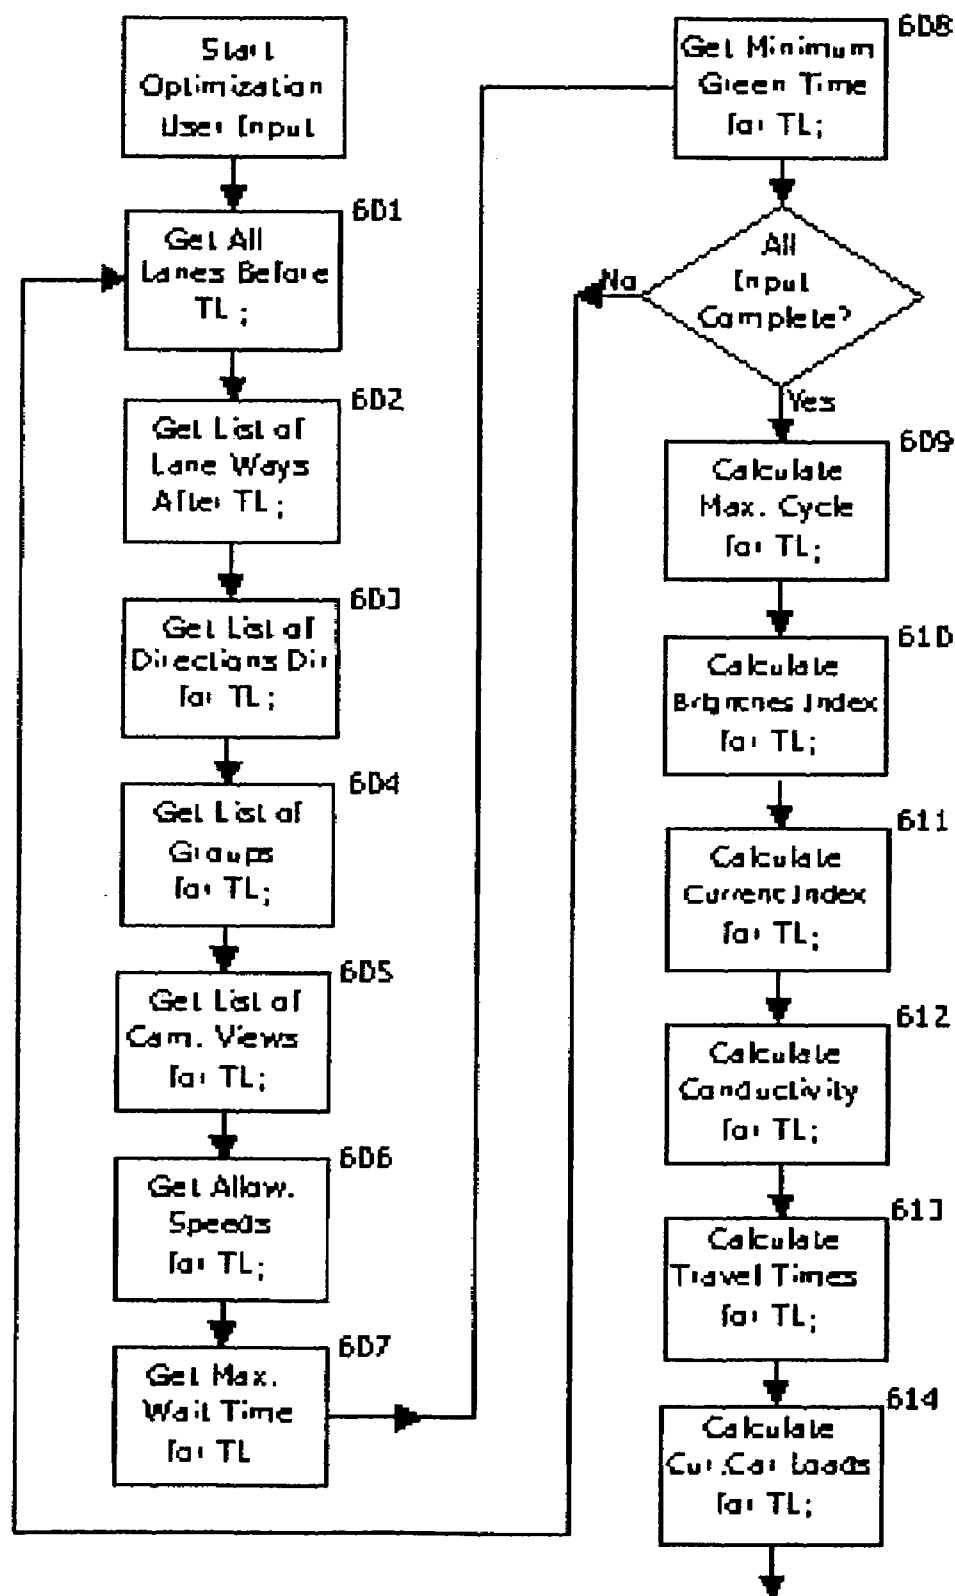 Start
Optimization
User Input
601
Get All
Lanes Before
TL;
602
Get List of
Lane Ways
After TL;
603
Get List of
Directions Dir
for TL;
604
Get List of
Groups
for TL;
605
Get List of
Cam. Views
for TL;
606
Get Allow.
Speeds
for TL;
607
Get Max.
Wait Time
for TL
608
Get Minimum
Green Time
for TL;
All
Input
Complete?
No
Yes
609
Calculate
Max. Cycle
for TL;
610
Calculate
Brightnes Index
for TL;
611
Calculate
Current Index
for TL;
612
Calculate
Conductivity
for TL;
613
Calculate
Travel Times
for TL;
614
Calculate
Cur.Car Loads
for TL;